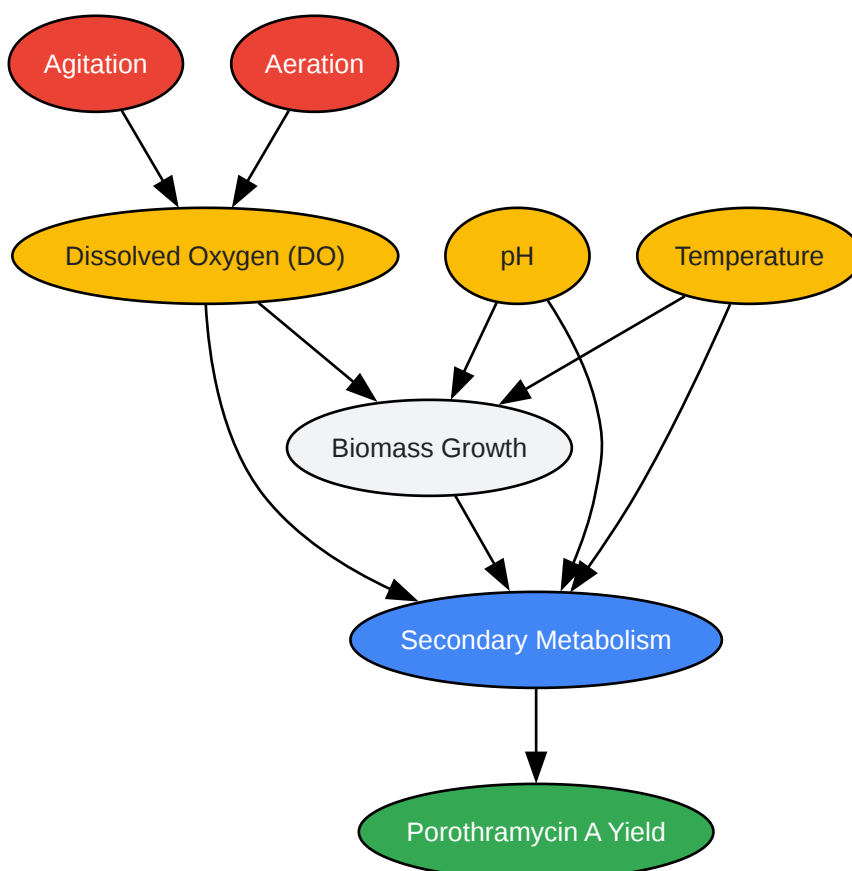 Agitation
Aeration
Dissolved Oxygen (DO)
pH
Temperature
Biomass Growth
Secondary Metabolism
Porothramycin A Yield